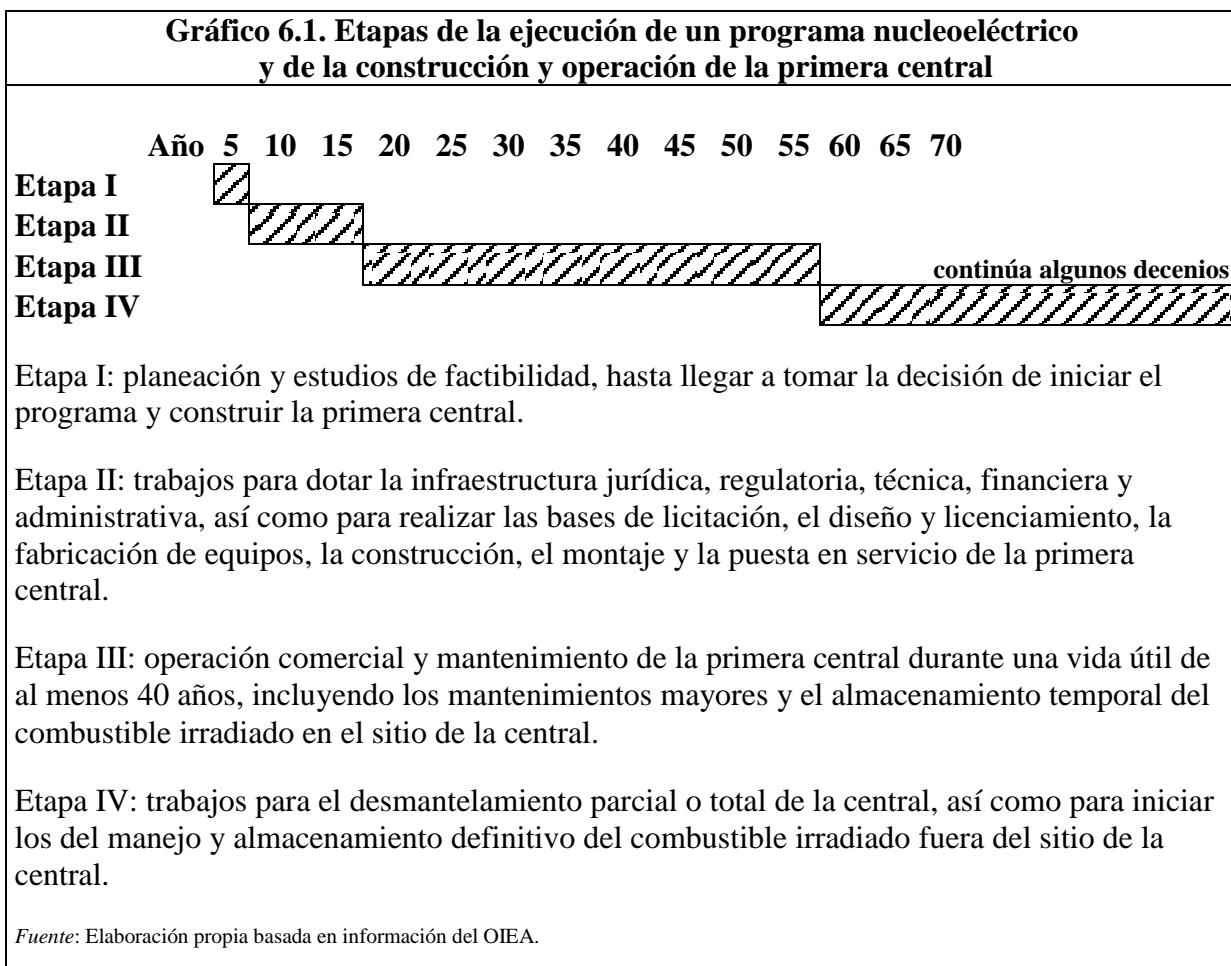 Gráfico 6.1. Etapas de la ejecución de un programa nucleoeléctrico
y de la construcción y operación de la primera central
Año 5 10 15 20 25 30 35 40 45 50 55 60 65 70
Etapa I
Etapa II
Etapa III continúa algunos decenios
Etapa IV
Etapa I: planeación y estudios de factibilidad, hasta llegar a tomar la decisión de iniciar el
programa y construir la primera central.
Etapa II: trabajos para dotar la infraestructura jurídica, regulatoria, técnica, financiera y
administrativa, así como para realizar las bases de licitación, el diseño y licenciamiento, la
fabricación de equipos, la construcción, el montaje y la puesta en servicio de la primera
central.
Etapa III: operación comercial y mantenimiento de la primera central durante una vida útil de
al menos 40 años, incluyendo los mantenimientos mayores y el almacenamiento temporal del
combustible irradiado en el sitio de la central.
Etapa IV: trabajos para el desmantelamiento parcial o total de la central, así como para iniciar
los del manejo y almacenamiento definitivo del combustible irradiado fuera del sitio de la
central.
Fuente: Elaboración propia basada en información del OIEA.